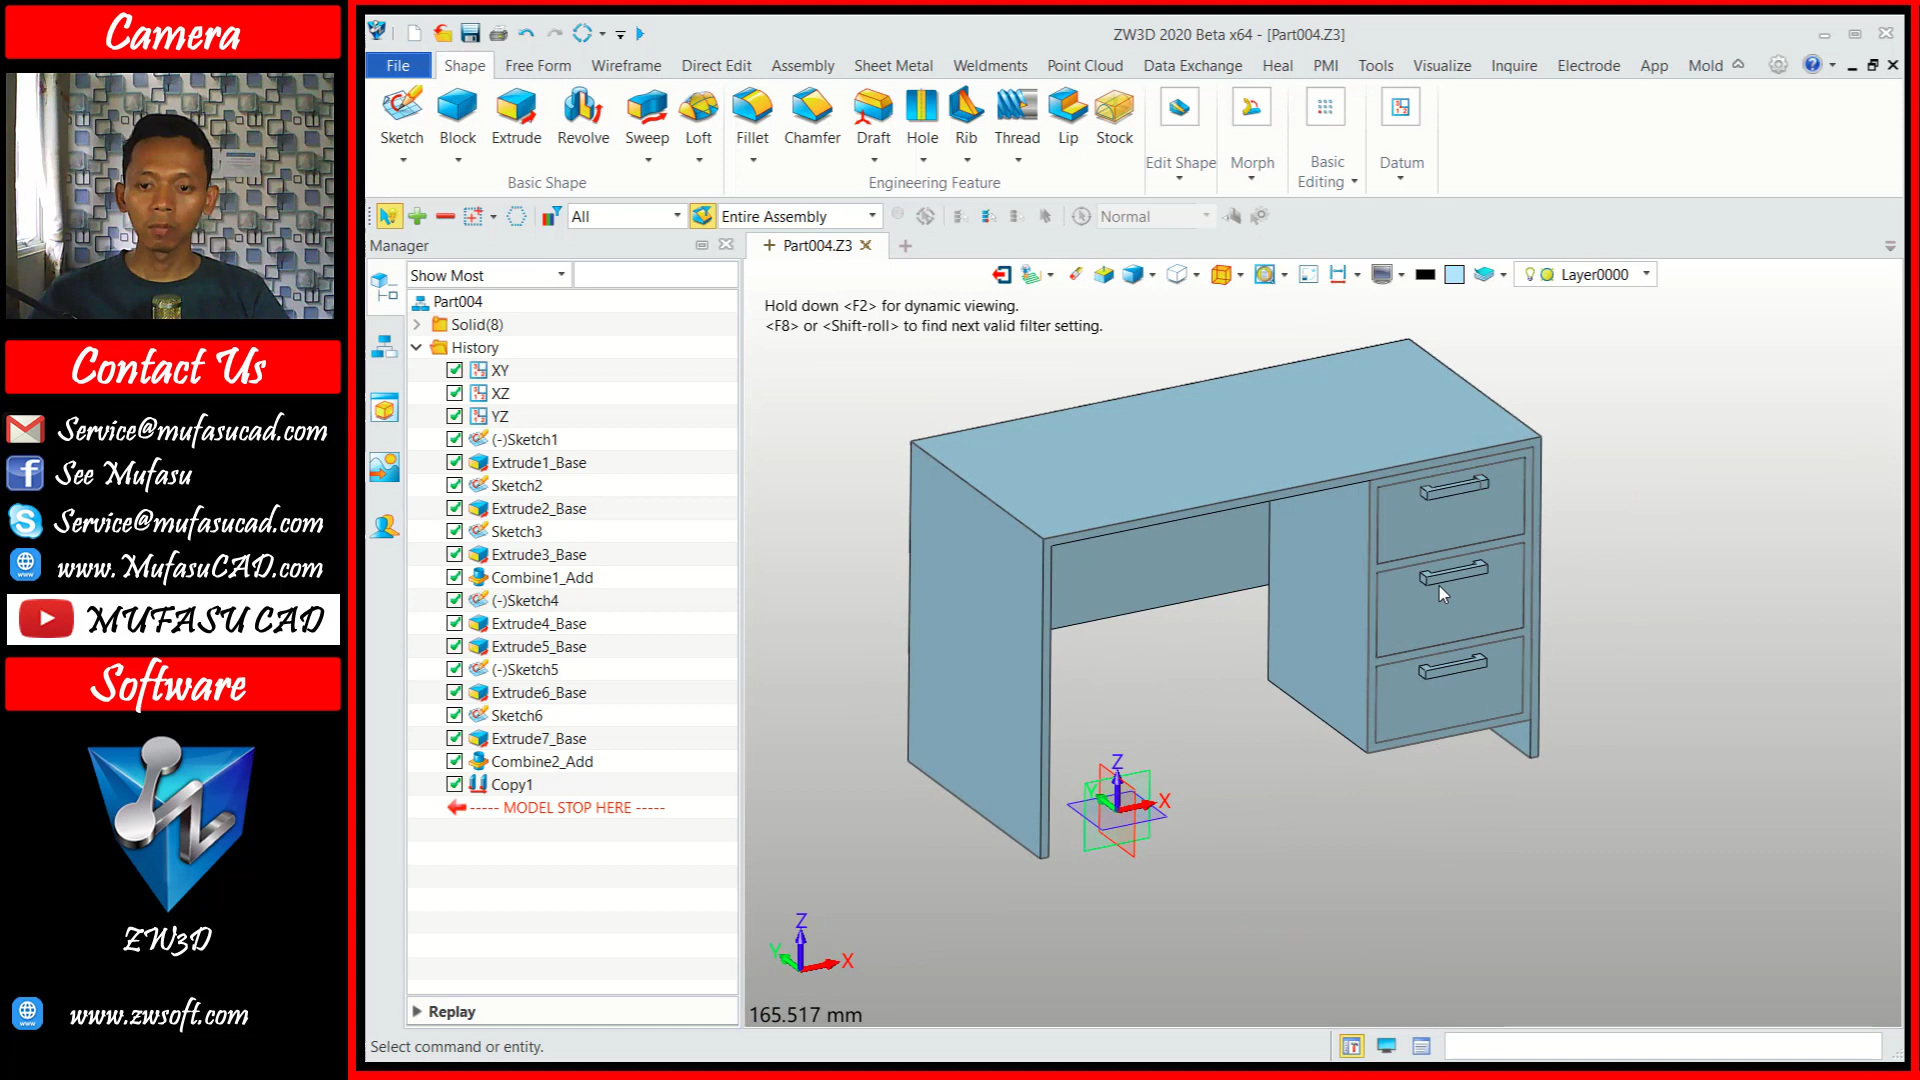 Camera
Contact Us
Service@mufasucad.com
See Mufasu
Service@mufasucad.com
www.MufasuCAD.com
MUFASU CAD
Software
ZW3D
www.zwsoft.com
ZW3D 2020 Beta x64 - [Part004.Z3]
File Shape Free Form Wireframe Direct Edit Assembly Sheet Metal Weldments Point Cloud Data Exchange Heal PMI Tools Visualize Inquire Electrode App Mold
Sketch Block Extrude Revolve Sweep Loft Fillet Chamfer Draft Hole Rib Thread Lip Stock
Edit Shape Morph Basic Editing Datum
Basic Shape Engineering Feature
All Entire Assembly Normal
Manager
Part004.Z3
Show Most
Layer0000
Part004
Solid(8)
History
XY
XZ
YZ
(-)Sketch1
Extrude1_Base
Sketch2
Extrude2_Base
Sketch3
Extrude3_Base
Combine1_Add
(-)Sketch4
Extrude4_Base
Extrude5_Base
(-)Sketch5
Extrude6_Base
Sketch6
Extrude7_Base
Combine2_Add
Copy1
----- MODEL STOP HERE -----
Replay
Hold down <F2> for dynamic viewing.
<F8> or <Shift-roll> to find next valid filter setting.
Z
Y X
Z
Y X
165.517 mm
Select command or entity.